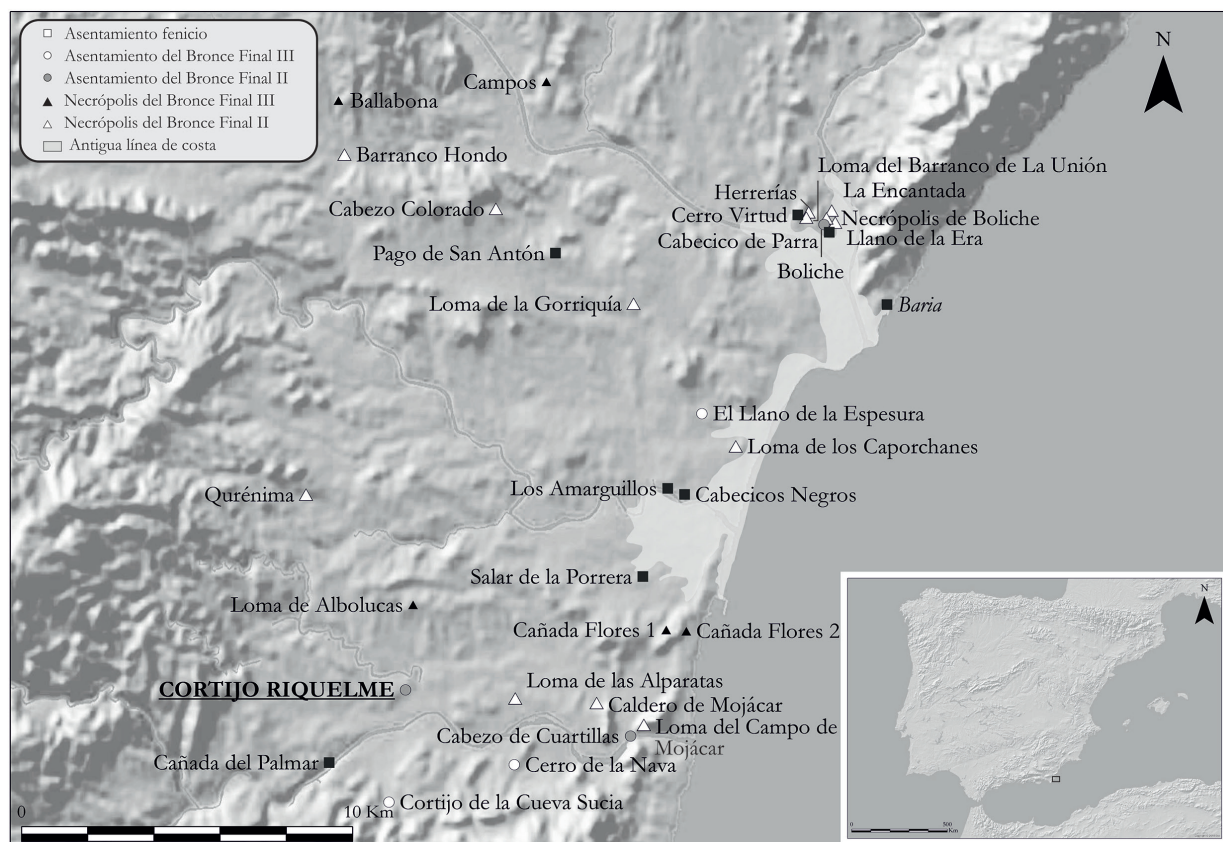 Asentamiento fenicio
Asentamiento del Bronce Final III
Asentamiento del Bronce Final II
Necrópolis del Bronce Final III
Necrópolis del Bronce Final II
Antigua línea de costa
N
Campos
Ballabona
Barranco Hondo
Loma del Barranco de La Unión
Herrerías
La Encantada
Cabezo Colorado
Cerro Virtud
Necrópolis de Boliche
Cabecico de Parra
Llano de la Era
Pago de San Antón
Boliche
Loma de la Gorriquía
Baria
El Llano de la Espesura
Loma de los Caporchanes
Los Amarguillos
Cabecicos Negros
Qurénima
Salar de la Porrera
Loma de Albolucas
Cañada Flores 1
Cañada Flores 2
CORTIJO RIQUELME
Loma de las Alparatas
Caldero de Mojácar
Loma del Campo de
Mojácar
Cabezo de Cuartillas
Cañada del Palmar
Cerro de la Nava
Cortijo de la Cueva Sucia
0 10 Km
N
0 500
Km